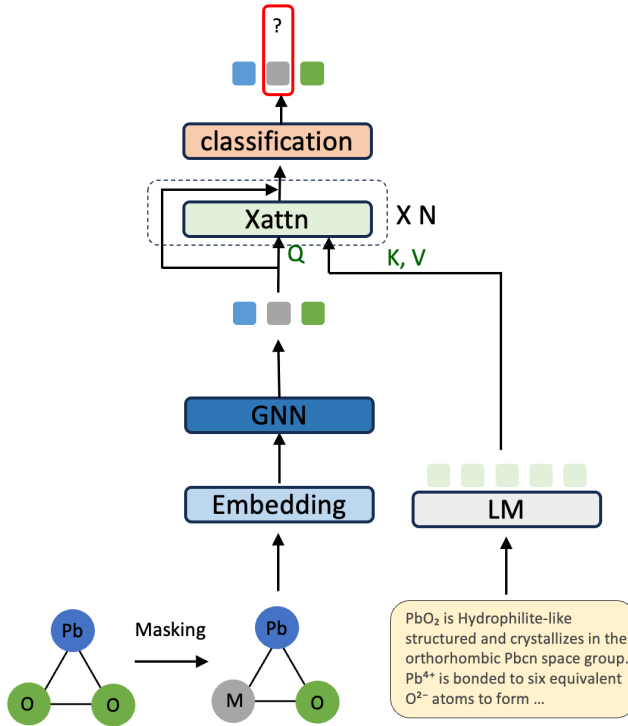 ?
classification
Xattn
X N
Q
K, V
GNN
Embedding
LM
Pb
O
O
Masking
Pb
M
O
PbO₂ is Hydrophilite-like
structured and crystallizes in the
orthorhombic Pbcn space group.
Pb⁴⁺ is bonded to six equivalent
O²⁻ atoms to form ...